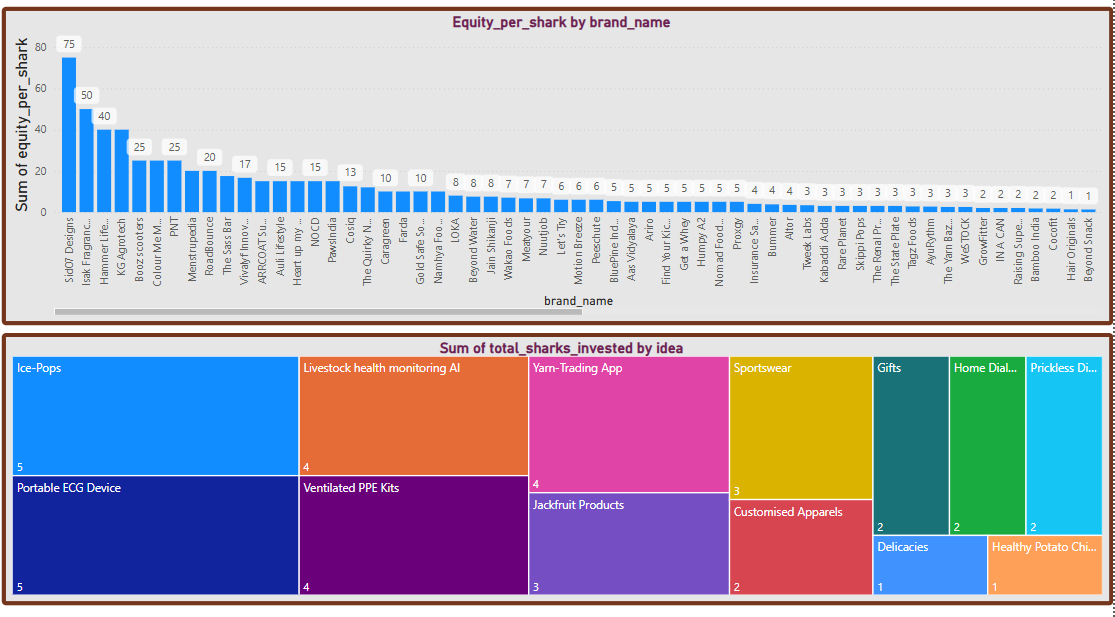 Equity_per_shark by brand_name
Sum of equity_per_shark
80
60
40
20
0
75
50
40
25
25
20
17
15
15
13
10
10
8
8
8
7
7
7
6
6
6
5
5
5
5
5
5
5
5
4
4
4
3
3
3
3
3
3
3
3
3
3
2
2
2
2
2
1
1
Sid07 Designs
Isak Fragranc...
Hammer Life...
KG Agrotech
Booz scooters
Colour Me M...
PNT
Menstrupedia
RoadBounce
The Sass Bar
Vivalyf Innov...
ARRCOAT Su...
Auli Lifestyle
Heart up my ...
NOCD
PawsIndia
Cosiq
The Quirky N...
Caragreen
Farda
Gold Safe So...
Namhya Foo...
LOKA
Beyond Water
Jain Shikanji
Wakao Foods
Meatyour
Nuutjob
Let's Try
Motion Breeze
Peeschute
BluePine Ind...
Aas Vidyalaya
Ariro
Find Your Kic...
Get a Whey
Humpy A2
Nomad Food...
Proxgy
Insurance Sa...
Bummer
Altor
Tweek Labs
Kabaddi Adda
Rare Planet
Skippi Pops
The Renal Pr...
The State Plate
Tagz Foods
AyuRythm
The Yarn Baz...
WeSTOCK
GrowFitter
IN A CAN
Raising Supe...
Bamboo India
Cocofit
Hair Originals
Beyond Snack
brand_name
Sum of total_sharks_invested by idea
Ice-Pops
5
Portable ECG Device
5
Livestock health monitoring AI
4
Ventilated PPE Kits
4
Yarn-Trading App
4
Jackfruit Products
3
Sportswear
3
Customised Apparels
2
Gifts
2
Home Dial...
2
Prickless Di...
2
Delicacies
1
Healthy Potato Chi...
1